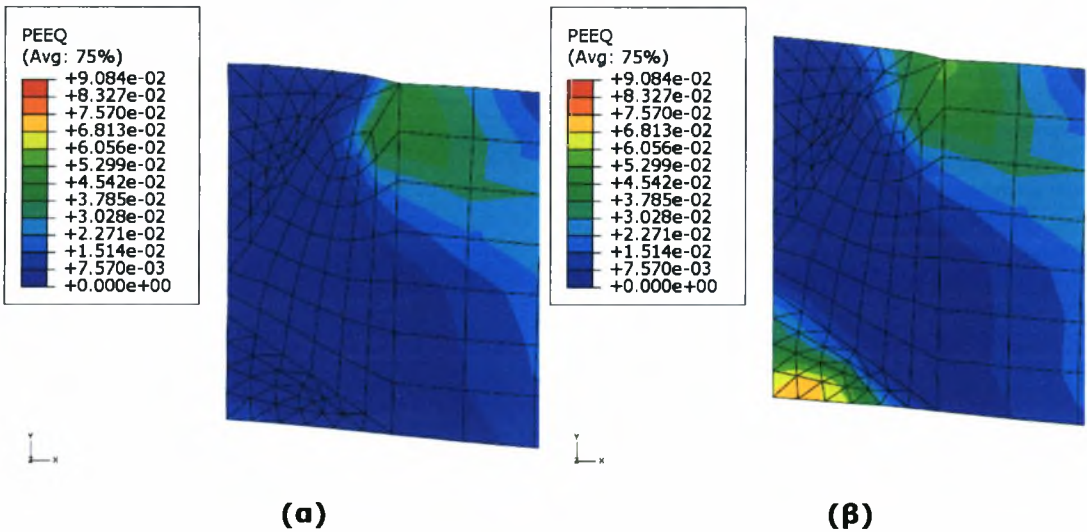 PEEQ
(Avg: 75%)
+9.084e-02
+8.327e-02
+7.570e-02
+6.813e-02
+6.056e-02
+5.299e-02
+4.542e-02
+3.785e-02
+3.028e-02
+2.271e-02
+1.514e-02
+7.570e-03
+0.000e+00
Y
Z X
(α)
PEEQ
(Avg: 75%)
+9.084e-02
+8.327e-02
+7.570e-02
+6.813e-02
+6.056e-02
+5.299e-02
+4.542e-02
+3.785e-02
+3.028e-02
+2.271e-02
+1.514e-02
+7.570e-03
+0.000e+00
Y
Z X
(β)